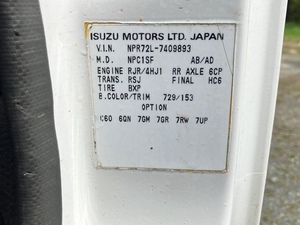 ISUZU MOTORS LTD. JAPAN
V.I.N. NPR72L-7409893
M.D. NPC1SF AB/AD
ENGINE RJR/4HJ1 RR AXLE 6CP
TRANS. RSJ FINAL HC6
TIRE BXP
B.COLOR/TRIM 729/153
OPTION
C60 6QN 7GM 7GR 7RW 7UP